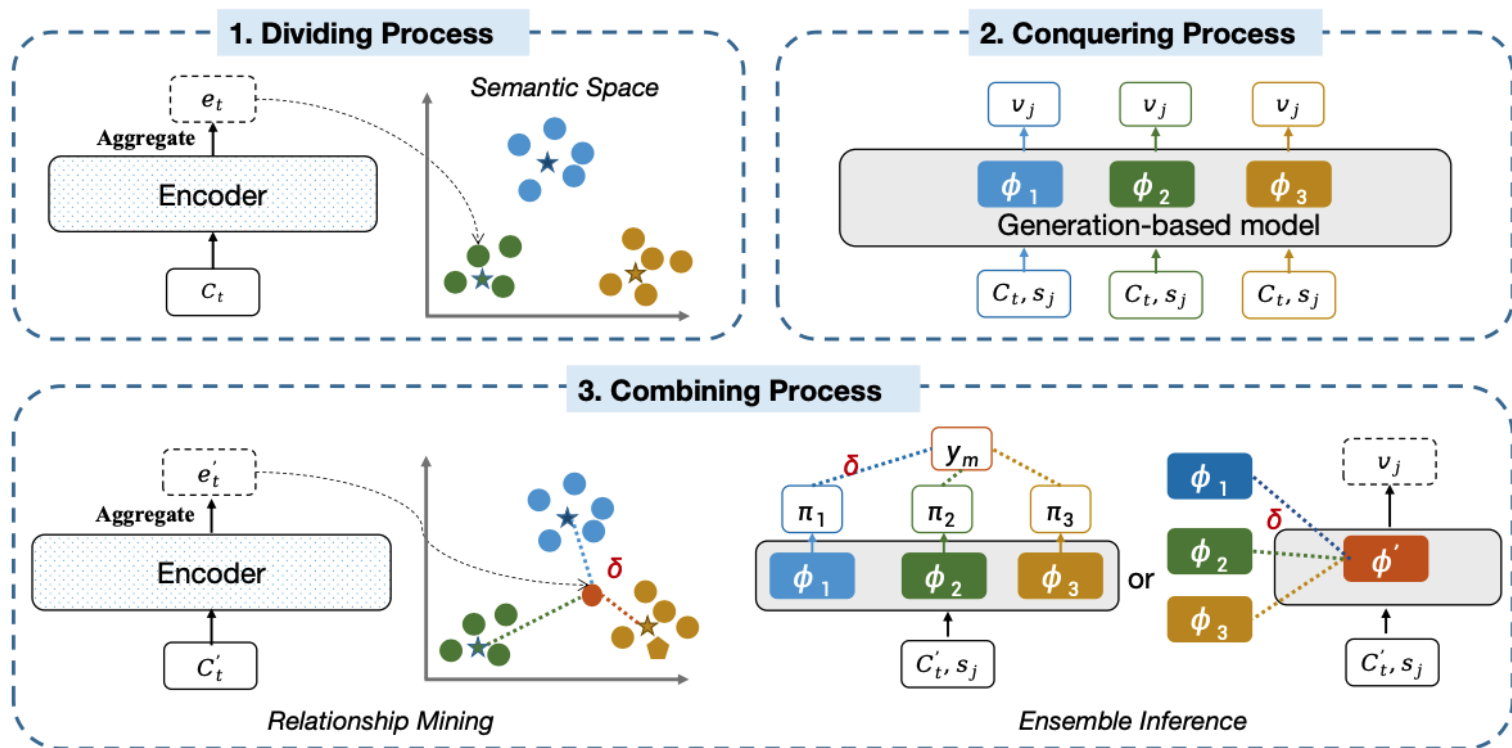 1. Dividing Process
e_t
Aggregate
Encoder
C_t
Semantic Space
2. Conquering Process
v_j v_j v_j
ϕ_1 ϕ_2 ϕ_3
Generation-based model
C_t, s_j C_t, s_j C_t, s_j
3. Combining Process
e'_t
Aggregate
Encoder
C'_t
δ
Relationship Mining
y_m
δ
π_1 π_2 π_3
ϕ_1 ϕ_2 ϕ_3
C'_t, s_j
or
ϕ_1
ϕ_2
ϕ_3
δ
v_j
ϕ'
C'_t, s_j
Ensemble Inference